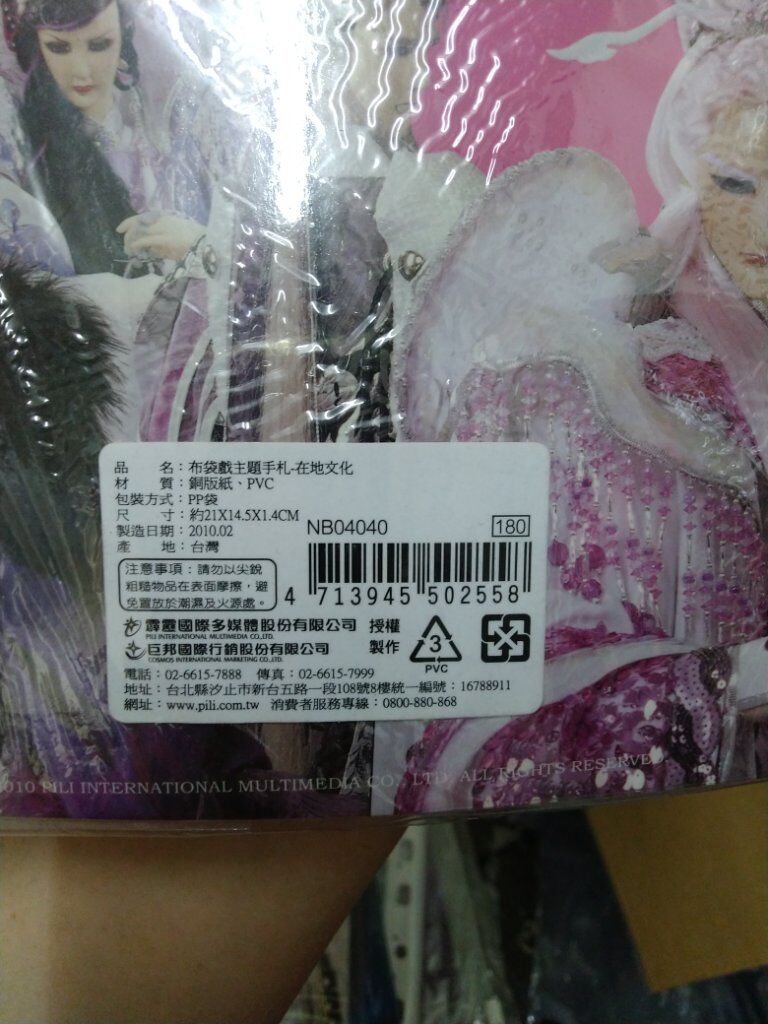 品　　名：布袋戲主題手札-在地文化
材　　質：銅版紙、PVC
包裝方式：PP袋
尺　　寸：約21X14.5X1.4CM
製造日期：2010.02
產　　地：台灣
NB04040
180
注意事項：請勿以尖銳
粗糙物品在表面摩擦，避
免置放於潮濕及火源處。
4 713945 502558
霹靂國際多媒體股份有限公司 授權
PILI INTERNATIONAL MULTIMEDIA CO.,LTD.
巨邦國際行銷股份有限公司 製作
COSMOS INTERNATIONAL MARKETING CO.,LTD.
3
PVC
電話：02-6615-7888 傳真：02-6615-7999
地址：台北縣汐止市新台五路一段108號8樓統一編號：16788911
網址：www.pili.com.tw 消費者服務專線：0800-880-868
010 PILI INTERNATIONAL MULTIMEDIA CO., LTD. ALL RIGHTS RESERVED